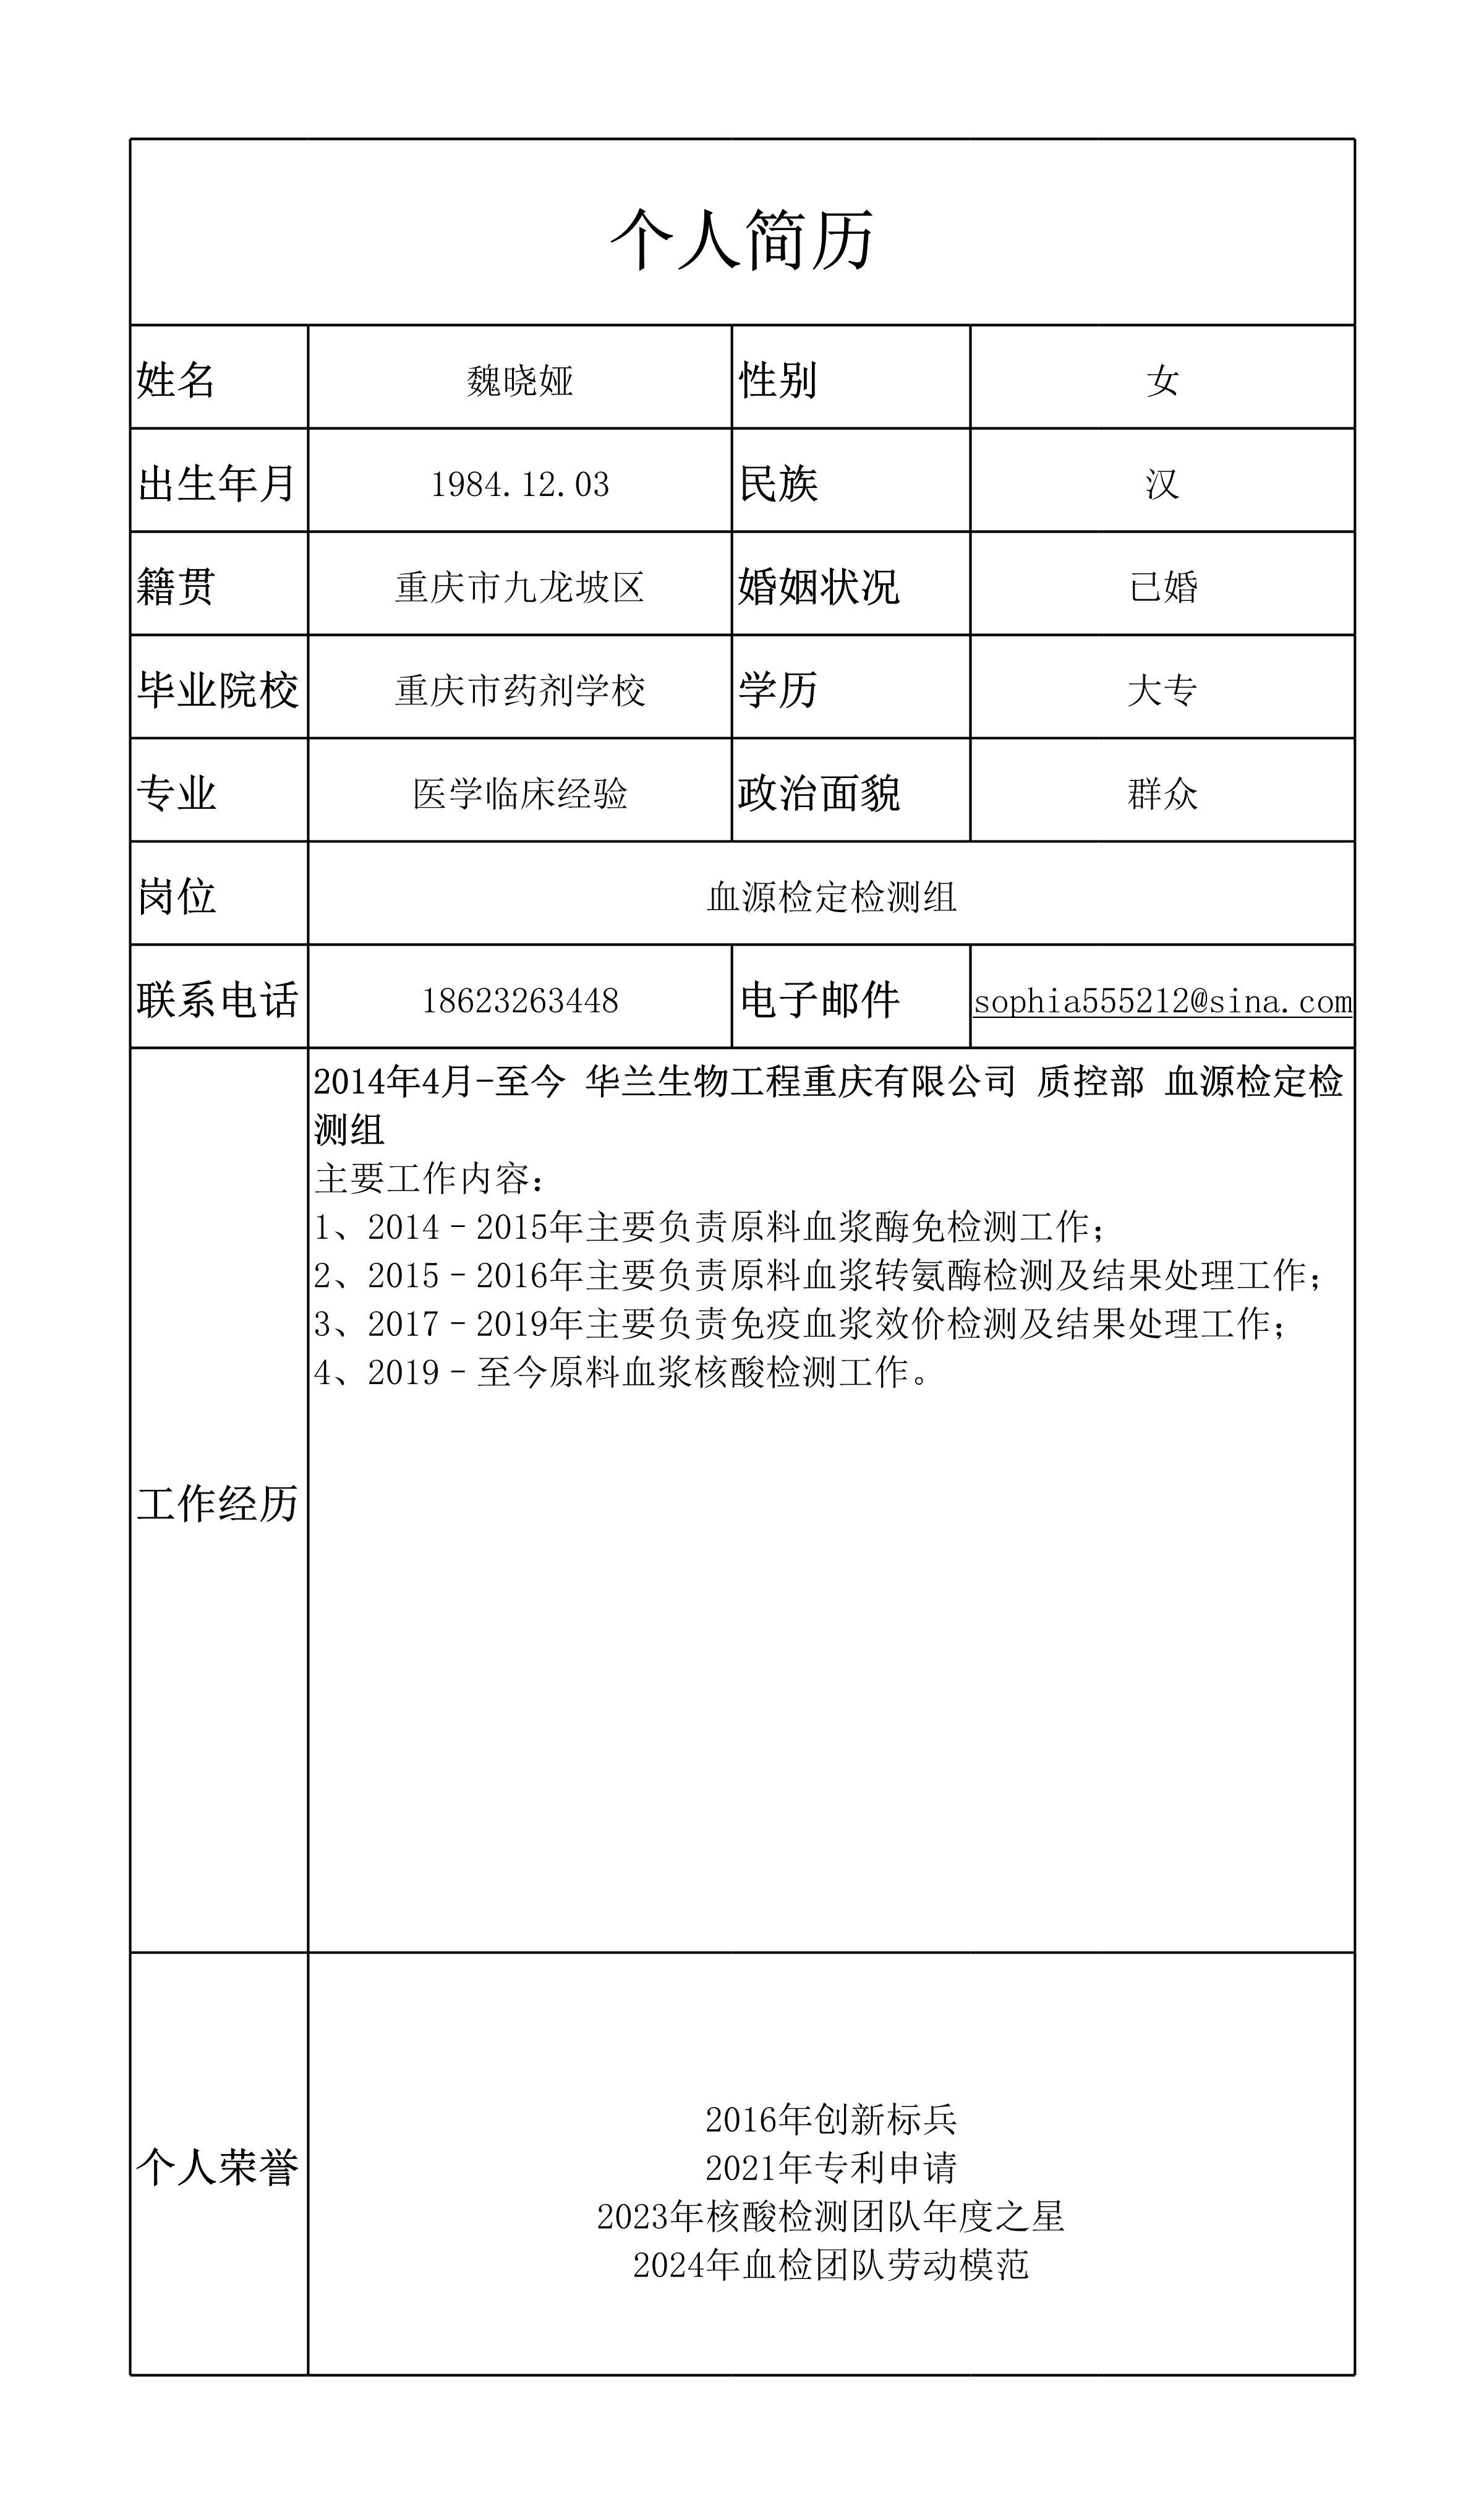 个人简历
姓名 魏晓娅 性别 女
出生年月 1984.12.03 民族 汉
籍贯 重庆市九龙坡区 婚姻状况 已婚
毕业院校 重庆市药剂学校 学历 大专
专业 医学临床经验 政治面貌 群众
岗位 血源检定检测组
联系电话 18623263448 电子邮件 sophia555212@sina.com
2014年4月-至今 华兰生物工程重庆有限公司 质控部 血源检定检
测组
主要工作内容：
1、2014－2015年主要负责原料血浆酶免检测工作；
2、2015－2016年主要负责原料血浆转氨酶检测及结果处理工作；
3、2017－2019年主要负责免疫血浆效价检测及结果处理工作；
4、2019－至今原料血浆核酸检测工作。
工作经历
2016年创新标兵
2021年专利申请
个人荣誉
2023年核酸检测团队年度之星
2024年血检团队劳动模范